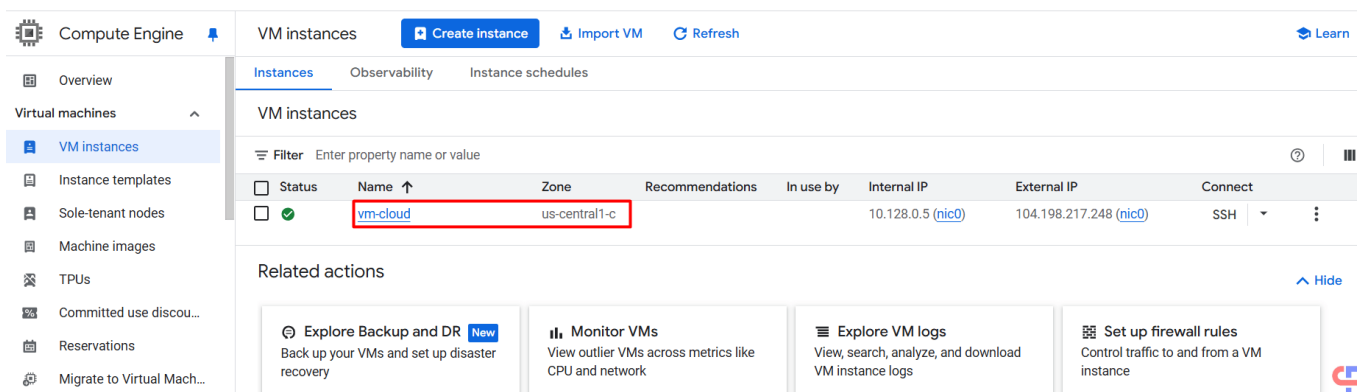 Compute Engine
VM instances
Create instance
Import VM
Refresh
Learn
Overview
Virtual machines
VM instances
Instance templates
Sole-tenant nodes
Machine images
TPUs
Committed use discou...
Reservations
Migrate to Virtual Mach...
Instances Observability Instance schedules
VM instances
Filter Enter property name or value
Status Name Zone Recommendations In use by Internal IP External IP Connect
vm-cloud us-central1-c 10.128.0.5 (nic0) 104.198.217.248 (nic0) SSH
Related actions
Hide
Explore Backup and DR New
Back up your VMs and set up disaster
recovery
Monitor VMs
View outlier VMs across metrics like
CPU and network
Explore VM logs
View, search, analyze, and download
VM instance logs
Set up firewall rules
Control traffic to and from a VM
instance